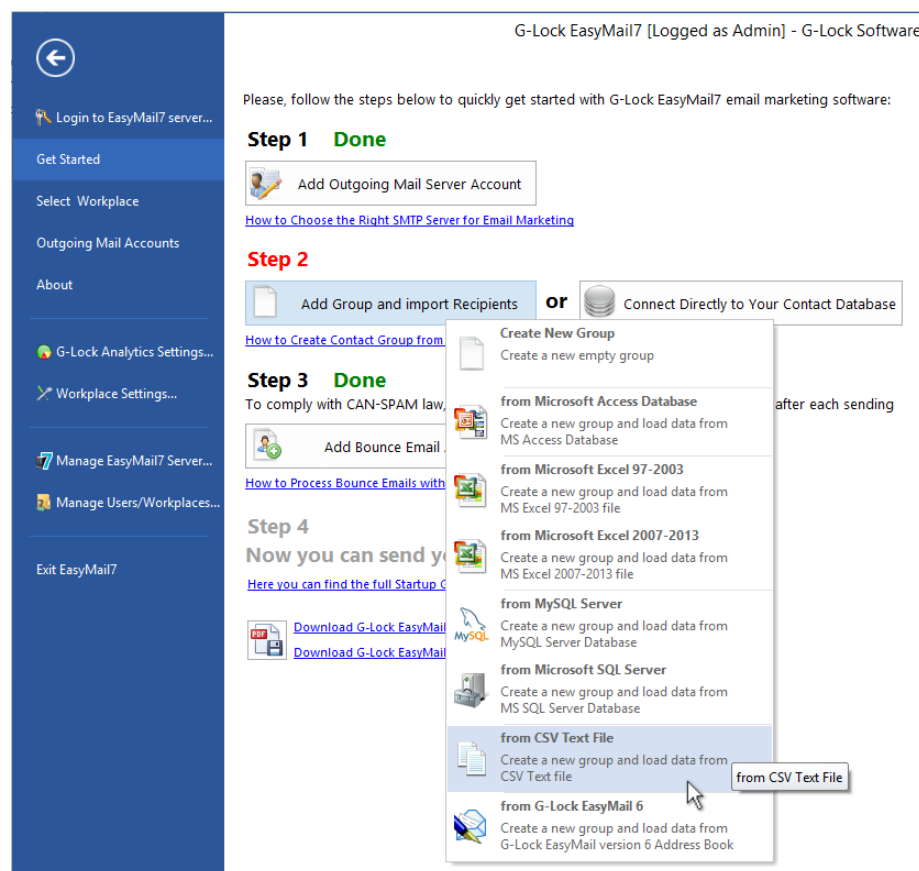 G-Lock EasyMail7 [Logged as Admin] - G-Lock Software
Login to EasyMail7 server...
Get Started
Select Workplace
Outgoing Mail Accounts
About
G-Lock Analytics Settings...
Workplace Settings...
Manage EasyMail7 Server...
Manage Users/Workplaces...
Exit EasyMail7
Please, follow the steps below to quickly get started with G-Lock EasyMail7 email marketing software:
Step 1 Done
Add Outgoing Mail Server Account
How to Choose the Right SMTP Server for Email Marketing
Step 2
Add Group and import Recipients or Connect Directly to Your Contact Database
How to Create Contact Group from
Step 3 Done
To comply with CAN-SPAM law, after each sending
Add Bounce Email
How to Process Bounce Emails with
Step 4
Now you can send
Here you can find the full Startup
PDF
Download G-Lock
Download G-Lock
Create New Group
Create a new empty group
from Microsoft Access Database
Create a new group and load data from
MS Access Database
from Microsoft Excel 97-2003
Create a new group and load data from
MS Excel 97-2003 file
from Microsoft Excel 2007-2013
Create a new group and load data from
MS Excel 2007-2013 file
MySQL
from MySQL Server
Create a new group and load data from
MySQL Server Database
from Microsoft SQL Server
Create a new group and load data from
MS SQL Server Database
from CSV Text File
Create a new group and load data from
CSV Text file
from CSV Text File
from G-Lock EasyMail 6
Create a new group and load data from
G-Lock EasyMail version 6 Address Book